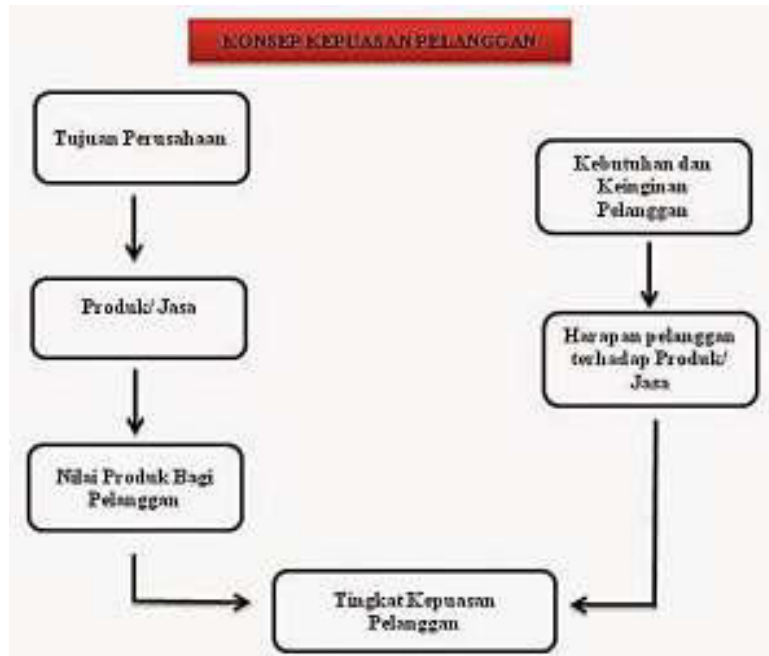 KONSEP KEPUASAN PELANGGAN
Tujuan Perusahaan
Produk/ Jasa
Nilai Produk Bagi
Pelanggan
Kebutuhan dan
Keinginan
Pelanggan
Harapan pelanggan
terhadap Produk/
Jasa
Tingkat Kepuasan
Pelanggan